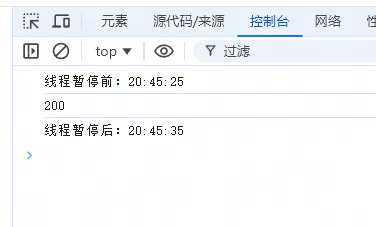 元素 源代码/来源 控制台 网络
top 过滤
线程暂停前：20:45:25
200
线程暂停后：20:45:35